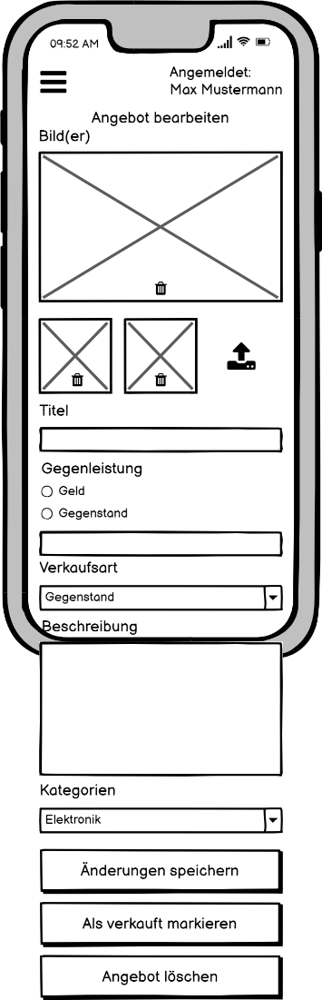 09:52 AM
Angemeldet:
Max Mustermann
Angebot bearbeiten
Bild(er)
Titel
Gegenleistung
Geld
Gegenstand
Verkaufsart
Gegenstand
Beschreibung
Kategorien
Elektronik
Änderungen speichern
Als verkauft markieren
Angebot löschen